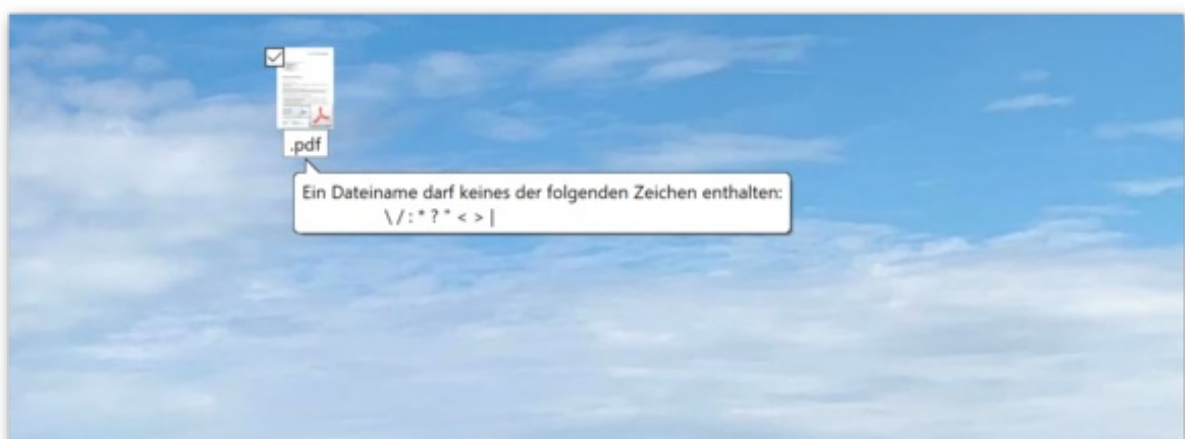 .pdf
Ein Dateiname darf keines der folgenden Zeichen enthalten:
\ / : * ? " < > |